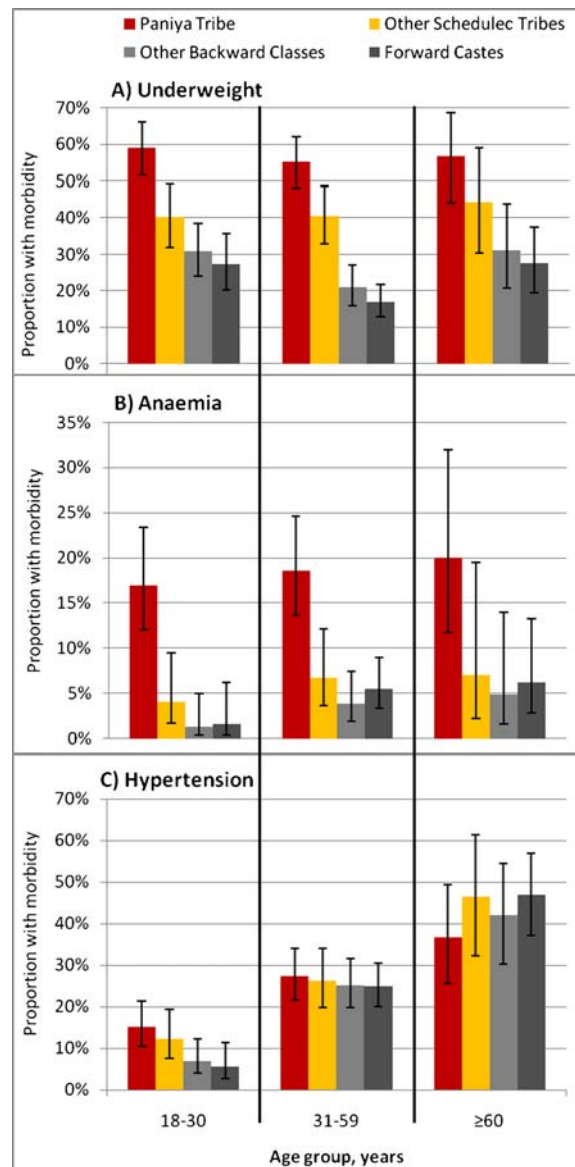 Paniya Tribe
Other Schedulec Tribes
Other Backward Classes
Forward Castes
A) Underweight
70%
60%
50%
40%
30%
20%
10%
0%
Proportion with morbidity
B) Anaemia
35%
30%
25%
20%
15%
10%
5%
0%
Proportion with morbidity
C) Hypertension
70%
60%
50%
40%
30%
20%
10%
0%
Proportion with morbidity
18-30 31-59 ≥60
Age group, years